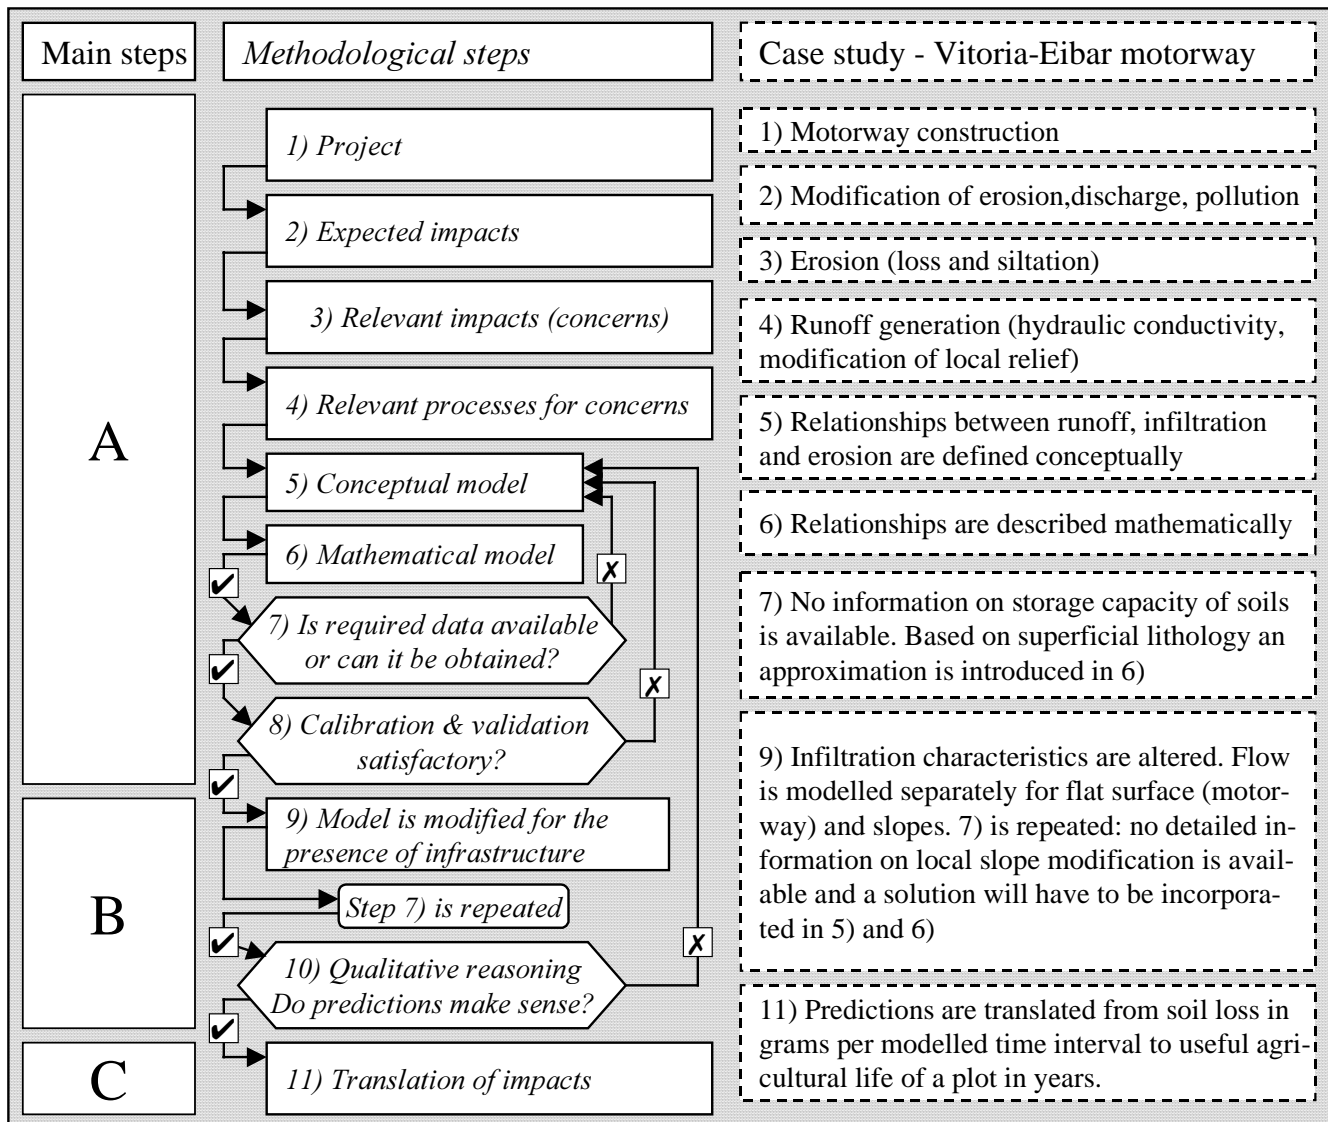 Main steps
Methodological steps
Case study - Vitoria-Eibar motorway
A
1) Project
2) Expected impacts
3) Relevant impacts (concerns)
4) Relevant processes for concerns
5) Conceptual model
6) Mathematical model
✔
✗
7) Is required data available
or can it be obtained?
✔
✗
8) Calibration & validation
satisfactory?
✔
B
9) Model is modified for the
presence of infrastructure
Step 7) is repeated
✔
✗
10) Qualitative reasoning
Do predictions make sense?
✔
C
11) Translation of impacts
1) Motorway construction
2) Modification of erosion,discharge, pollution
3) Erosion (loss and siltation)
4) Runoff generation (hydraulic conductivity,
modification of local relief)
5) Relationships between runoff, infiltration
and erosion are defined conceptually
6) Relationships are described mathematically
7) No information on storage capacity of soils
is available. Based on superficial lithology an
approximation is introduced in 6)
9) Infiltration characteristics are altered. Flow
is modelled separately for flat surface (motor-
way) and slopes. 7) is repeated: no detailed in-
formation on local slope modification is avail-
able and a solution will have to be incorpora-
ted in 5) and 6)
11) Predictions are translated from soil loss in
grams per modelled time interval to useful agri-
cultural life of a plot in years.